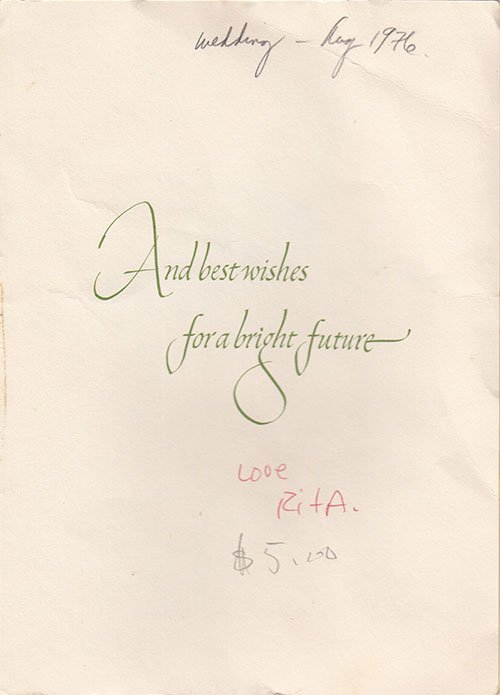 wedding - Aug 1976.
And best wishes
for a bright future
Love
RitA.
$5.00